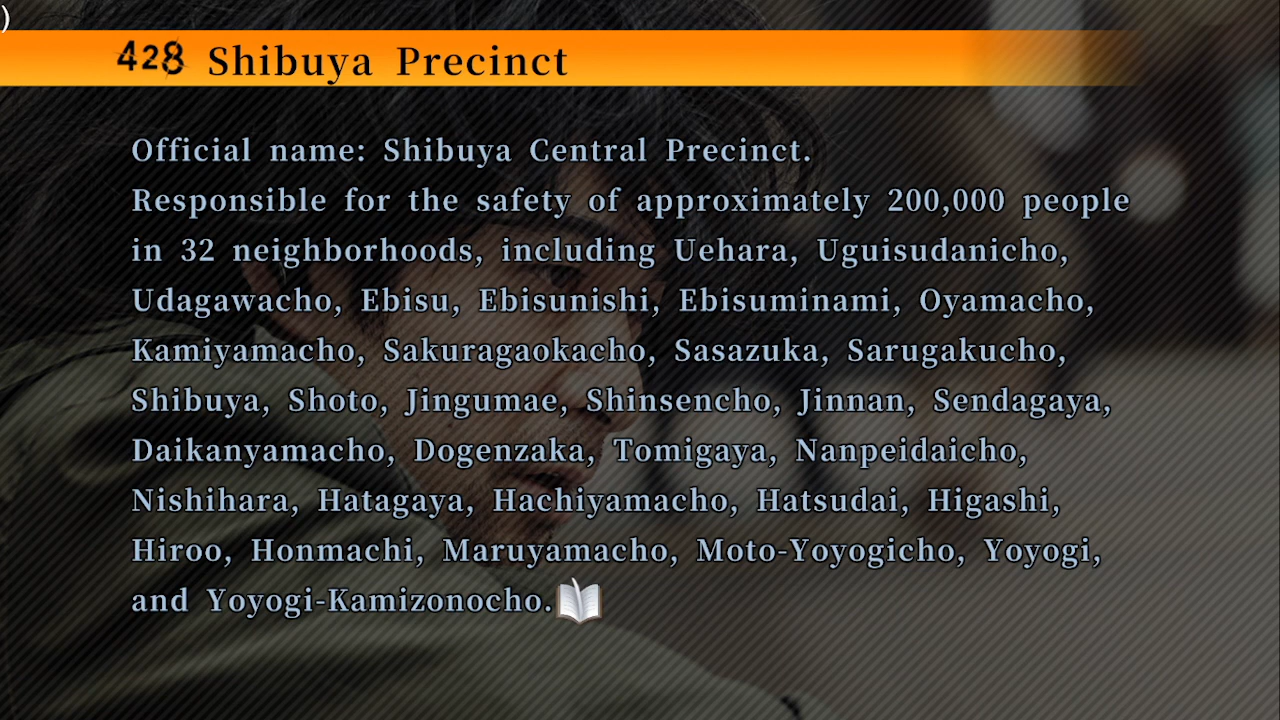 )
428 Shibuya Precinct
Official name: Shibuya Central Precinct.
Responsible for the safety of approximately 200,000 people
in 32 neighborhoods, including Uehara, Uguisudanicho,
Udagawacho, Ebisu, Ebisunishi, Ebisuminami, Oyamacho,
Kamiyamacho, Sakuragaokacho, Sasazuka, Sarugakucho,
Shibuya, Shoto, Jingumae, Shinsencho, Jinnan, Sendagaya,
Daikanyamacho, Dogenzaka, Tomigaya, Nanpeidaicho,
Nishihara, Hatagaya, Hachiyamacho, Hatsudai, Higashi,
Hiroo, Honmachi, Maruyamacho, Moto-Yoyogicho, Yoyogi,
and Yoyogi-Kamizonocho.